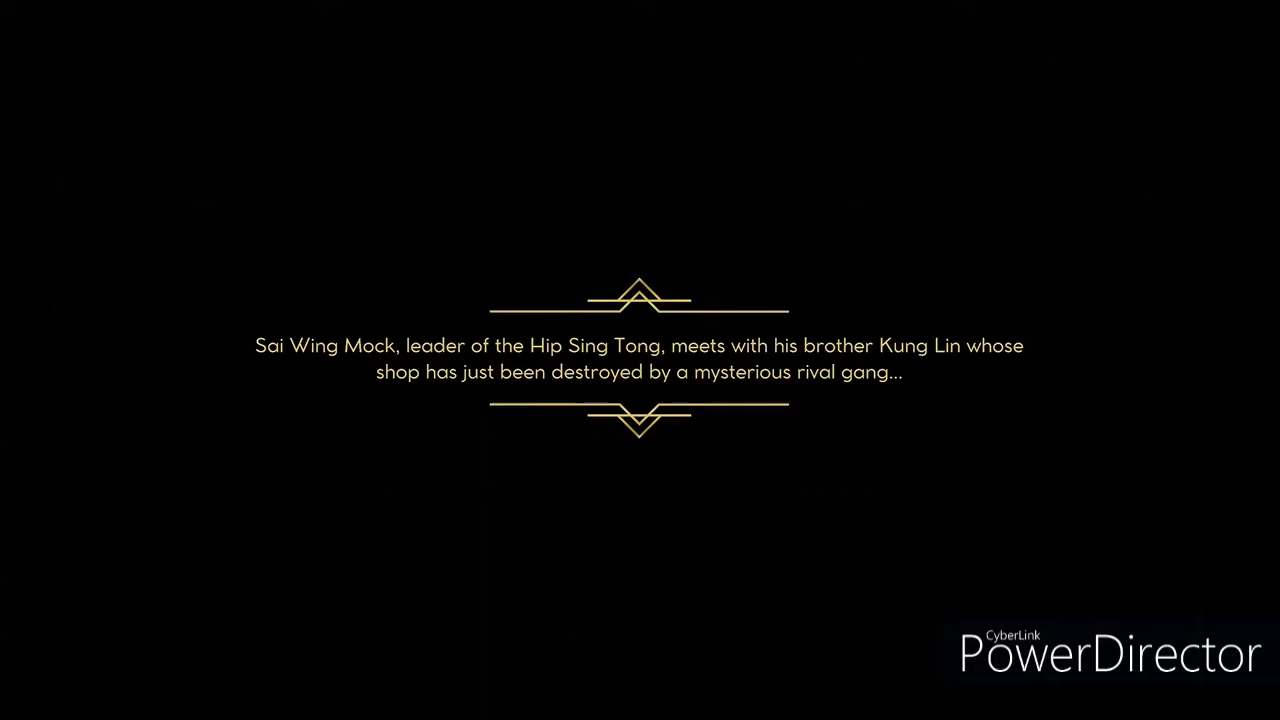 Sai Wing Mock, leader of the Hip Sing Tong, meets with his brother Kung Lin whose
shop has just been destroyed by a mysterious rival gang...
CyberLink
PowerDirector